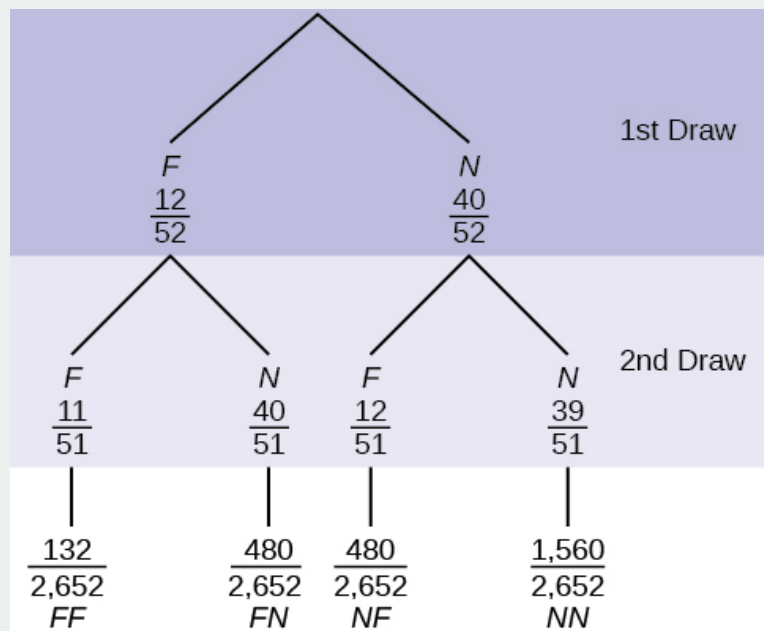 1st Draw
F N
12/52 40/52
2nd Draw
F N F N
11/51 40/51 12/51 39/51
132/2,652 480/2,652 480/2,652 1,560/2,652
FF FN NF NN